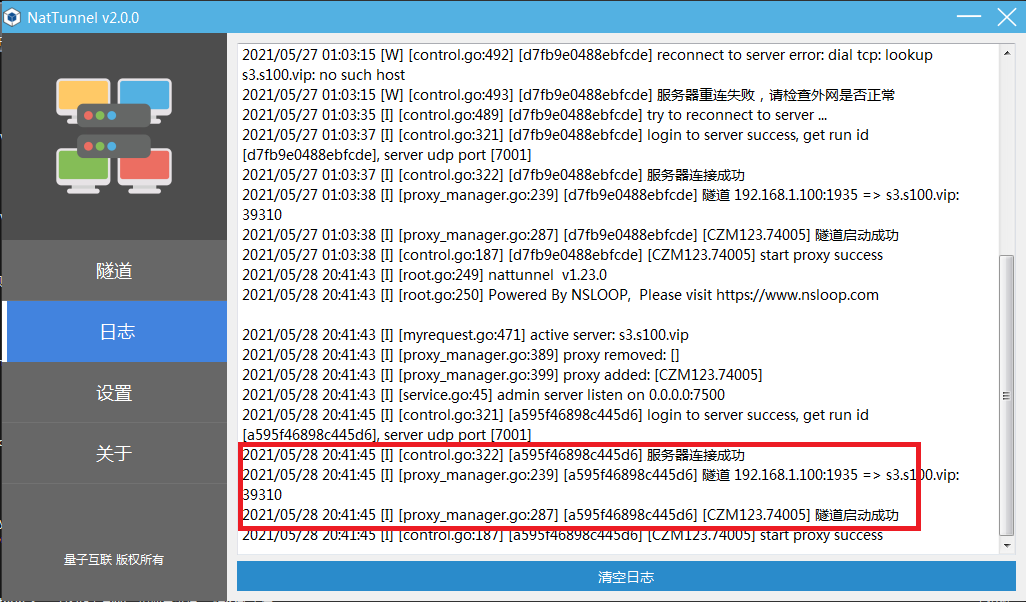 NatTunnel v2.0.0
隧道
日志
设置
关于
量子互联 版权所有
2021/05/27 01:03:15 [W] [control.go:492] [d7fb9e0488ebfcde] reconnect to server error: dial tcp: lookup
s3.s100.vip: no such host
2021/05/27 01:03:15 [W] [control.go:493] [d7fb9e0488ebfcde] 服务器重连失败，请检查外网是否正常
2021/05/27 01:03:35 [I] [control.go:489] [d7fb9e0488ebfcde] try to reconnect to server ...
2021/05/27 01:03:37 [I] [control.go:321] [d7fb9e0488ebfcde] login to server success, get run id
[d7fb9e0488ebfcde], server udp port [7001]
2021/05/27 01:03:37 [I] [control.go:322] [d7fb9e0488ebfcde] 服务器连接成功
2021/05/27 01:03:38 [I] [proxy_manager.go:239] [d7fb9e0488ebfcde] 隧道 192.168.1.100:1935 => s3.s100.vip:
39310
2021/05/27 01:03:38 [I] [proxy_manager.go:287] [d7fb9e0488ebfcde] [CZM123.74005] 隧道启动成功
2021/05/27 01:03:38 [I] [control.go:187] [d7fb9e0488ebfcde] [CZM123.74005] start proxy success
2021/05/28 20:41:43 [I] [root.go:249] nattunnel  v1.23.0
2021/05/28 20:41:43 [I] [root.go:250] Powered By NSLOOP,  Please visit https://www.nsloop.com
2021/05/28 20:41:43 [I] [myrequest.go:471] active server: s3.s100.vip
2021/05/28 20:41:43 [I] [proxy_manager.go:389] proxy removed: []
2021/05/28 20:41:43 [I] [proxy_manager.go:399] proxy added: [CZM123.74005]
2021/05/28 20:41:43 [I] [service.go:45] admin server listen on 0.0.0.0:7500
2021/05/28 20:41:45 [I] [control.go:321] [a595f46898c445d6] login to server success, get run id
[a595f46898c445d6], server udp port [7001]
2021/05/28 20:41:45 [I] [control.go:322] [a595f46898c445d6] 服务器连接成功
2021/05/28 20:41:45 [I] [proxy_manager.go:239] [a595f46898c445d6] 隧道 192.168.1.100:1935 => s3.s100.vip:
39310
2021/05/28 20:41:45 [I] [proxy_manager.go:287] [a595f46898c445d6] [CZM123.74005] 隧道启动成功
2021/05/28 20:41:45 [I] [control.go:187] [a595f46898c445d6] [CZM123.74005] start proxy success
清空日志